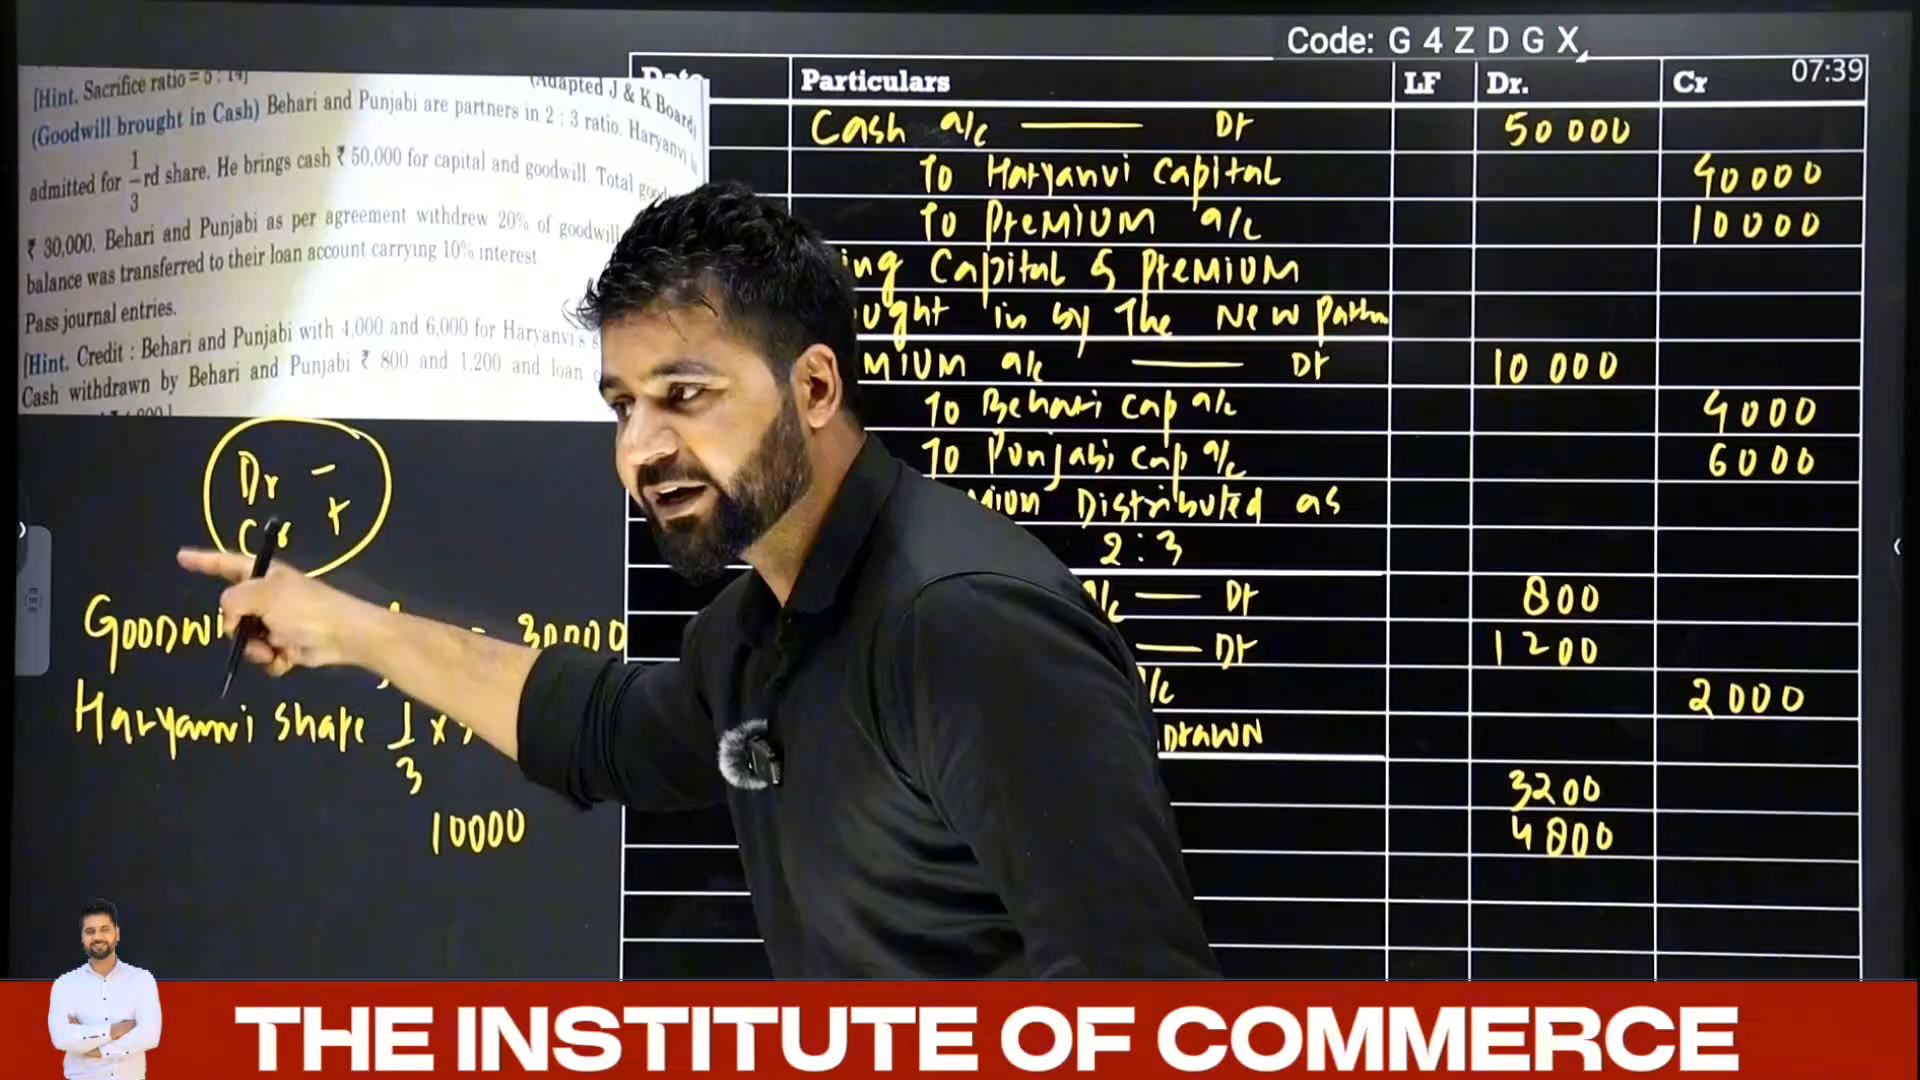 Code: G 4 Z D G X
07:39
[Hint. Sacrifice ratio = 5 : 14]
(Adapted J & K Board)
(Goodwill brought in Cash) Behari and Punjabi are partners in 2 : 3 ratio. Haryanvi is
admitted for 1/3 rd share. He brings cash ₹ 50,000 for capital and goodwill. Total
₹ 30,000. Behari and Punjabi as per agreement withdrew 20% of goodwill
balance was transferred to their loan account carrying 10% interest
Pass journal entries.
[Hint. Credit : Behari and Punjabi with 4,000 and 6,000 for Haryanvi's
Cash withdrawn by Behari and Punjabi ₹ 800 and 1,200 and loan
Dr -
Cr +
30000
Haryanvi share 1/3 x
10000
Date Particulars LF Dr. Cr
Cash a/c — Dr 50000
To Haryanvi Capital 40000
To Premium a/c 10000
ing Capital & Premium
ught in by The New Partn
mium a/c — Dr 10000
To Behari Cap a/c 4000
To Punjabi Cap a/c 6000
mium Distributed as
2:3
/c — Dr 800
— Dr 1200
/c 2000
Drawn
3200
4800
THE INSTITUTE OF COMMERCE